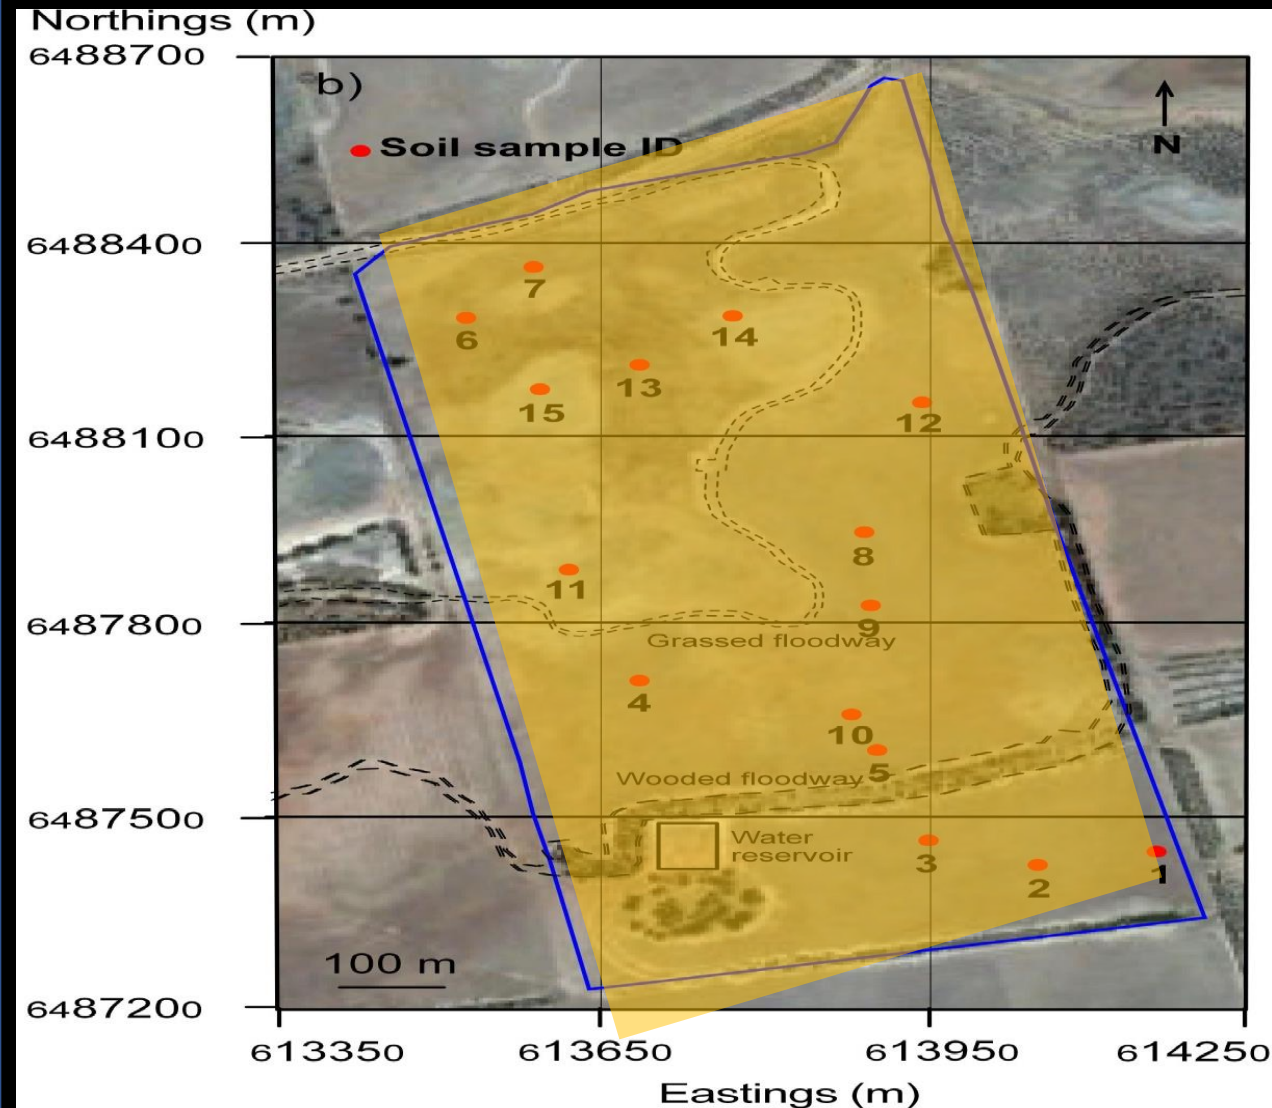 Northings (m)
6488700
b)
Soil sample ID
N
6488400
7
6
14
13
15
12
6488100
8
11
9
6487800
Grassed floodway
4
10
5
Wooded floodway
6487500
Water
reservoir
3
2
1
100 m
6487200
613350 613650 613950 614250
Eastings (m)